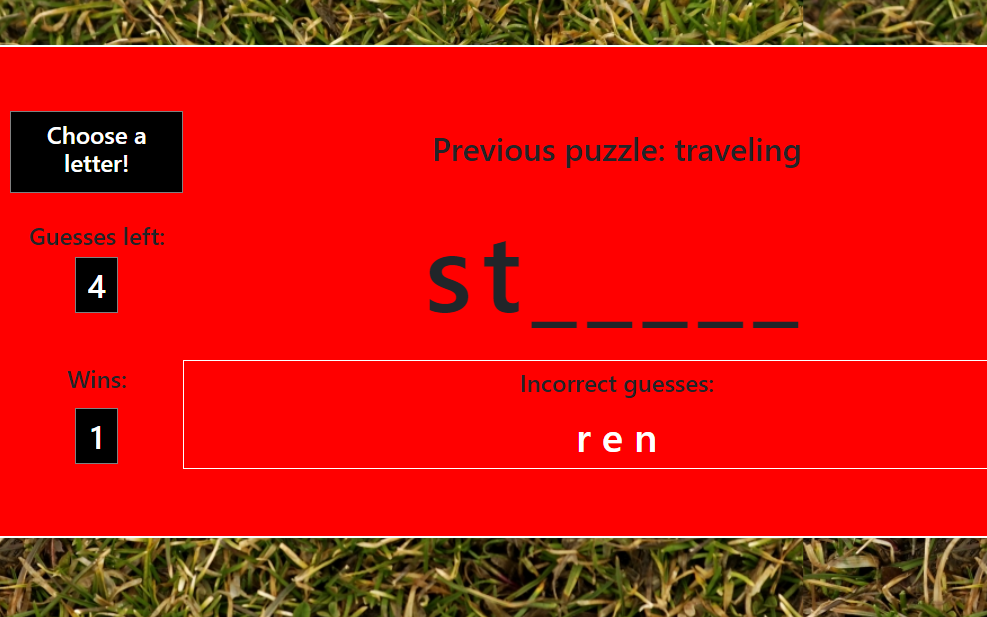 Choose a
letter!
Previous puzzle: traveling
Guesses left:
4
st_____
Wins:
1
Incorrect guesses:
r e n